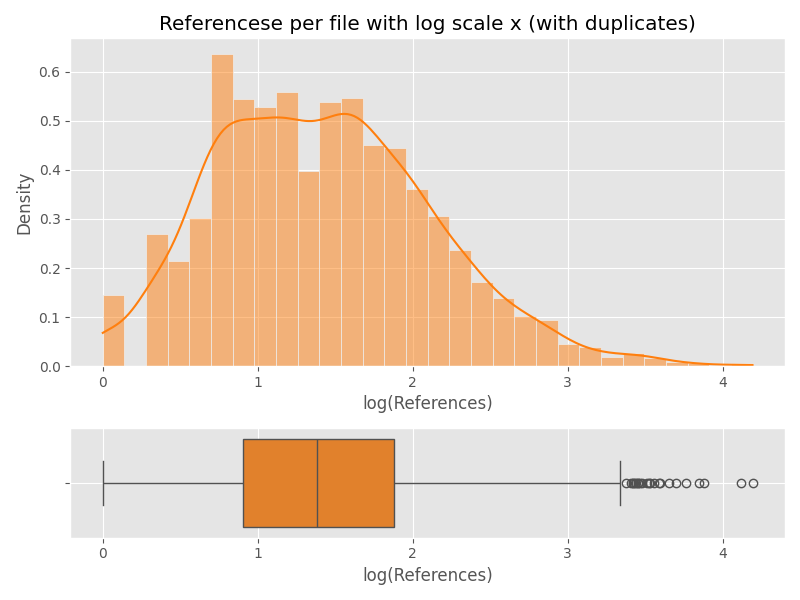 Referencese per file with log scale x (with duplicates)
Density
0.6
0.5
0.4
0.3
0.2
0.1
0.0
0 1 2 3 4
log(References)
0 1 2 3 4
log(References)